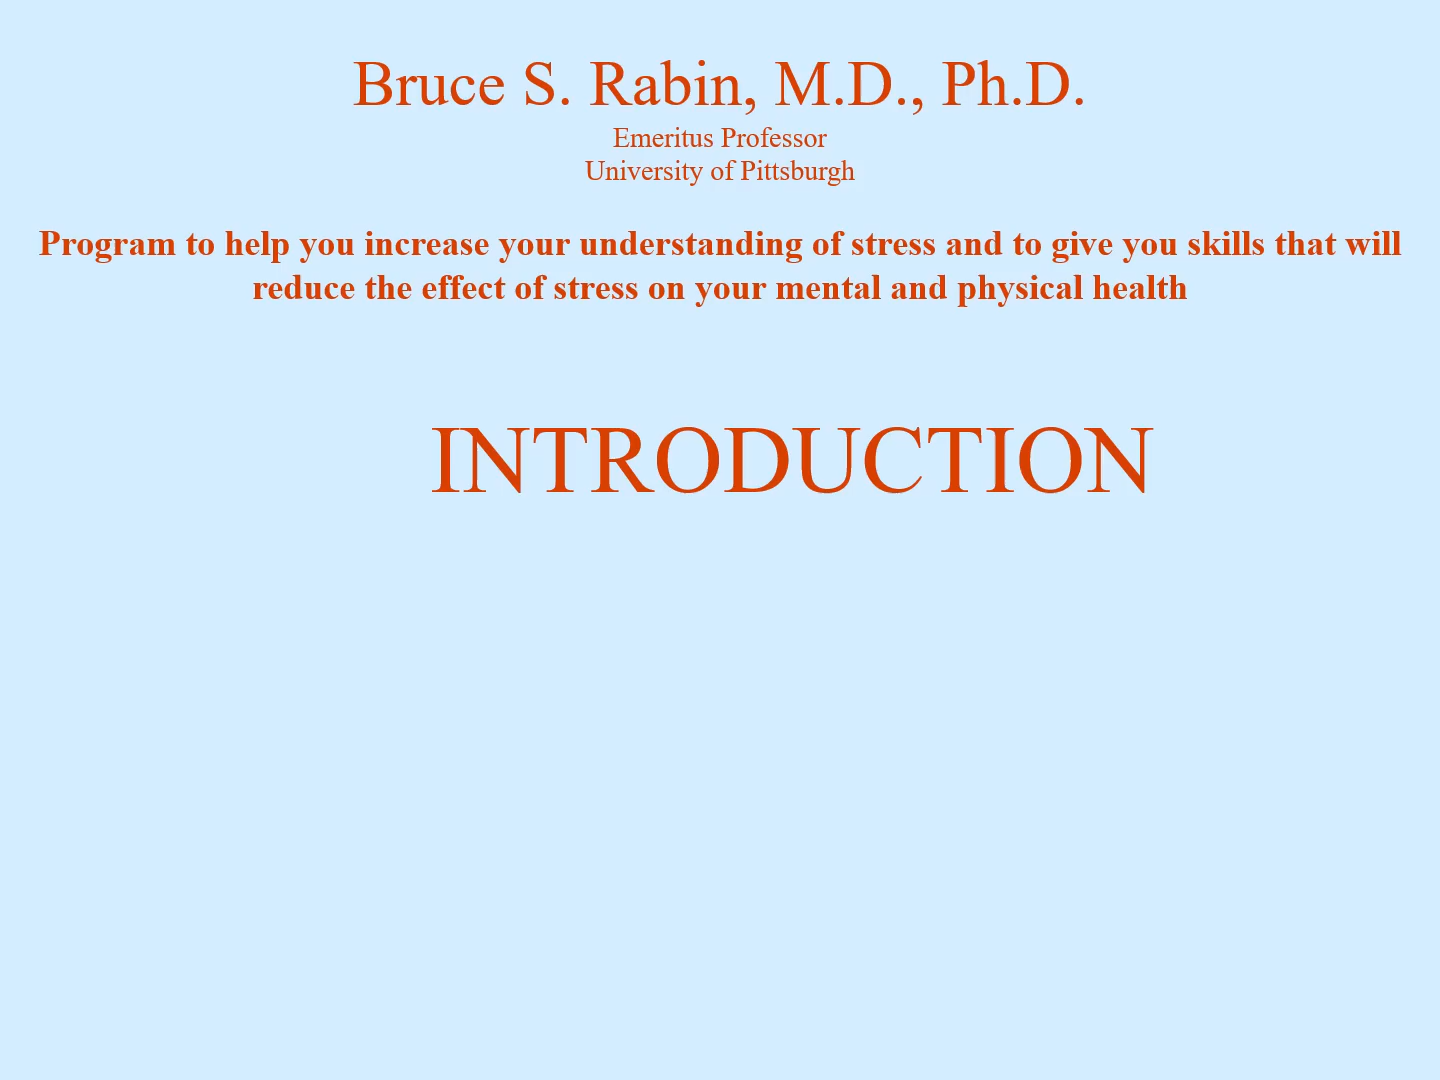 Bruce S. Rabin, M.D., Ph.D.
Emeritus Professor
University of Pittsburgh
Program to help you increase your understanding of stress and to give you skills that will
reduce the effect of stress on your mental and physical health
INTRODUCTION